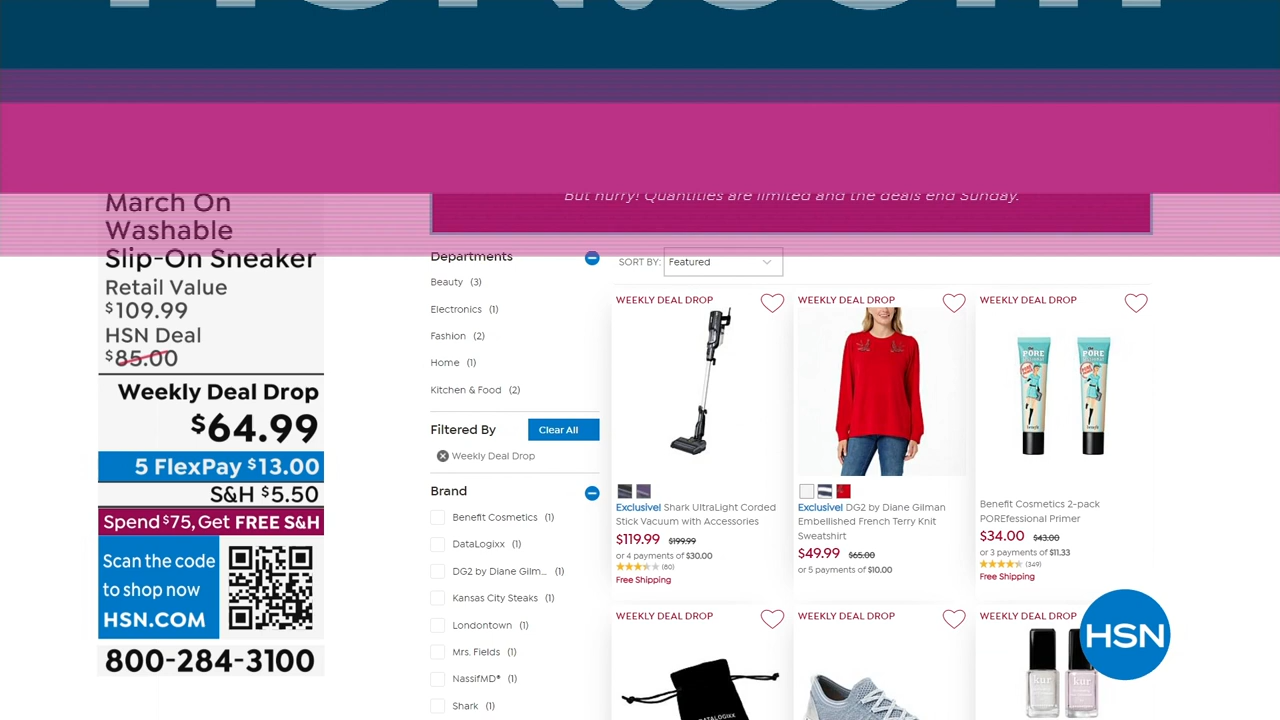 March On
Washable
Slip-On Sneaker
Retail Value
$109.99
HSN Deal
$85.00
Weekly Deal Drop
$64.99
5 FlexPay $13.00
S&H $5.50
Spend $75, Get FREE S&H
Scan the code
to shop now
HSN.COM
800-284-3100
But hurry! Quantities are limited and the deals end Sunday.
Departments
Beauty (3)
Electronics (1)
Fashion (2)
Home (1)
Kitchen & Food (2)
Filtered By
Clear All
Weekly Deal Drop
Brand
Benefit Cosmetics (1)
DataLogixx (1)
DG2 by Diane Gilm... (1)
Kansas City Steaks (1)
Londontown (1)
Mrs. Fields (1)
NassifMD® (1)
Shark (1)
SORT BY: Featured
WEEKLY DEAL DROP
Exclusive! Shark UltraLight Corded
Stick Vacuum with Accessories
$119.99 $199.99
or 4 payments of $30.00
(80)
Free Shipping
WEEKLY DEAL DROP
Exclusive! DG2 by Diane Gilman
Embellished French Terry Knit
Sweatshirt
$49.99 $65.00
or 5 payments of $10.00
WEEKLY DEAL DROP
PORE
PORE
benefit
benefit
Benefit Cosmetics 2-pack
POREfessional Primer
$34.00 $43.00
or 3 payments of $11.33
(349)
Free Shipping
WEEKLY DEAL DROP
DATALOGIXX
WEEKLY DEAL DROP
WEEKLY DEAL DROP
kur
kur
HSN